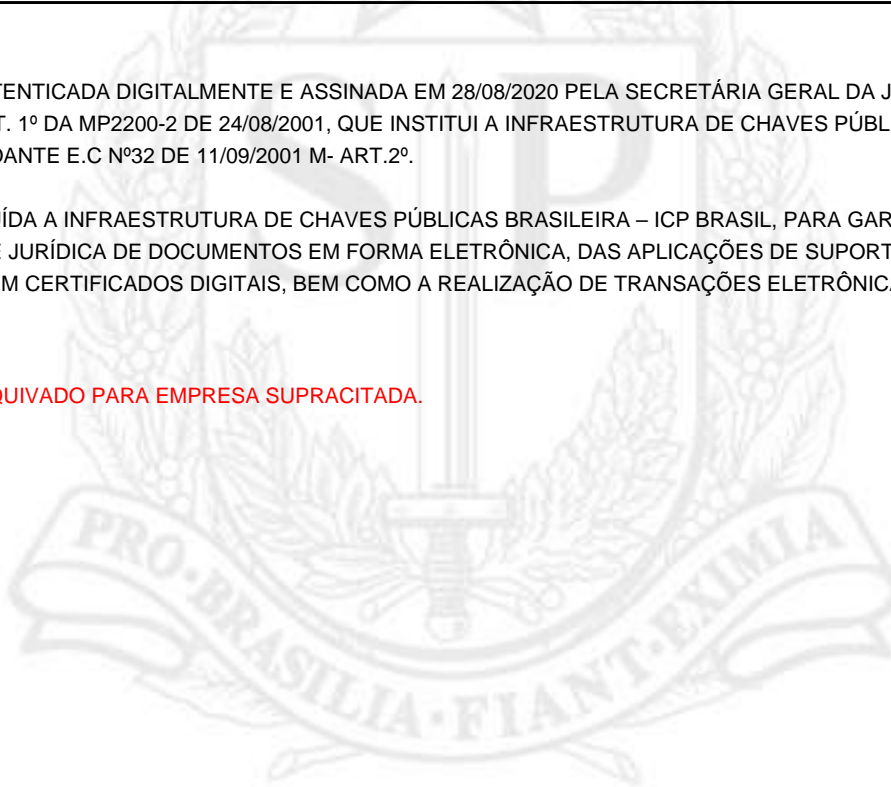 TENTICADA DIGITALMENTE E ASSINADA EM 28/08/2020 PELA SECRETÁRIA GERAL DA J
T. 1º DA MP2200-2 DE 24/08/2001, QUE INSTITUI A INFRAESTRUTURA DE CHAVES PÚBL
DANTE E.C Nº32 DE 11/09/2001 M- ART.2º.
UÍDA A INFRAESTRUTURA DE CHAVES PÚBLICAS BRASILEIRA – ICP BRASIL, PARA GAR
E JURÍDICA DE DOCUMENTOS EM FORMA ELETRÔNICA, DAS APLICAÇÕES DE SUPORT
M CERTIFICADOS DIGITAIS, BEM COMO A REALIZAÇÃO DE TRANSAÇÕES ELETRÔNICA
QUIVADO PARA EMPRESA SUPRACITADA.
SP
PRO·BRASILIA·FIANT·EXIMIA